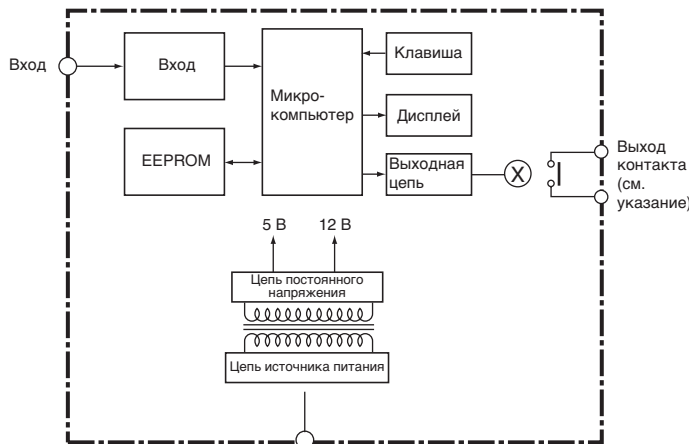 Вход
Вход
Микро-
компьютер
Клавиша
Дисплей
EEPROM
Выходная
цепь
X
Выход
контакта
(см.
указание)
5 В
12 В
Цепь постоянного
напряжения
Цепь источника питания